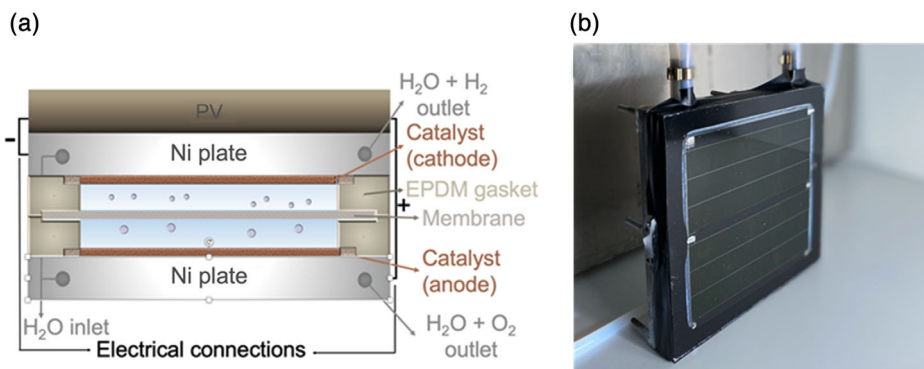 (a)
(b)
PV
-
H₂O + H₂
outlet
Ni plate
Catalyst
(cathode)
EPDM gasket
+
Membrane
Catalyst
(anode)
Ni plate
H₂O inlet
H₂O + O₂
outlet
Electrical connections